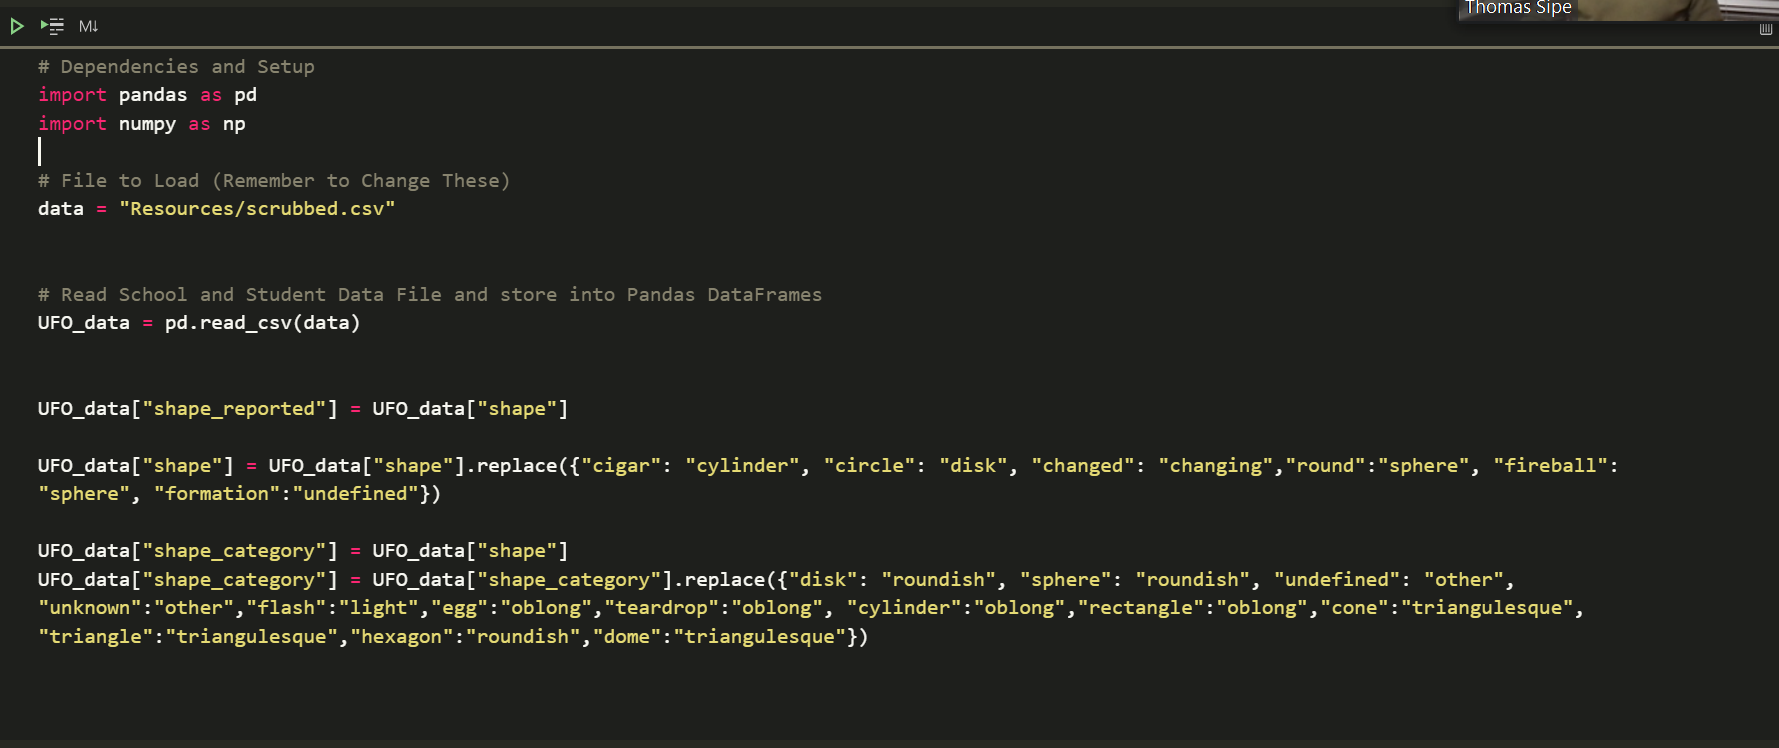 Thomas Sipe
M↓
# Dependencies and Setup
import pandas as pd
import numpy as np
# File to Load (Remember to Change These)
data = "Resources/scrubbed.csv"
# Read School and Student Data File and store into Pandas DataFrames
UFO_data = pd.read_csv(data)
UFO_data["shape_reported"] = UFO_data["shape"]
UFO_data["shape"] = UFO_data["shape"].replace({"cigar": "cylinder", "circle": "disk", "changed": "changing","round":"sphere", "fireball":
"sphere", "formation":"undefined"})
UFO_data["shape_category"] = UFO_data["shape"]
UFO_data["shape_category"] = UFO_data["shape_category"].replace({"disk": "roundish", "sphere": "roundish", "undefined": "other",
"unknown":"other","flash":"light","egg":"oblong","teardrop":"oblong", "cylinder":"oblong","rectangle":"oblong","cone":"triangulesque",
"triangle":"triangulesque","hexagon":"roundish","dome":"triangulesque"})